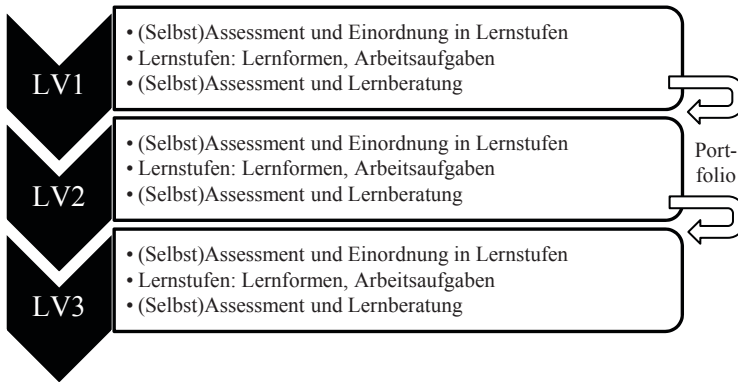 LV1
• (Selbst)Assessment und Einordnung in Lernstufen
• Lernstufen: Lernformen, Arbeitsaufgaben
• (Selbst)Assessment und Lernberatung
LV2
• (Selbst)Assessment und Einordnung in Lernstufen
• Lernstufen: Lernformen, Arbeitsaufgaben
• (Selbst)Assessment und Lernberatung
Port-
folio
LV3
• (Selbst)Assessment und Einordnung in Lernstufen
• Lernstufen: Lernformen, Arbeitsaufgaben
• (Selbst)Assessment und Lernberatung